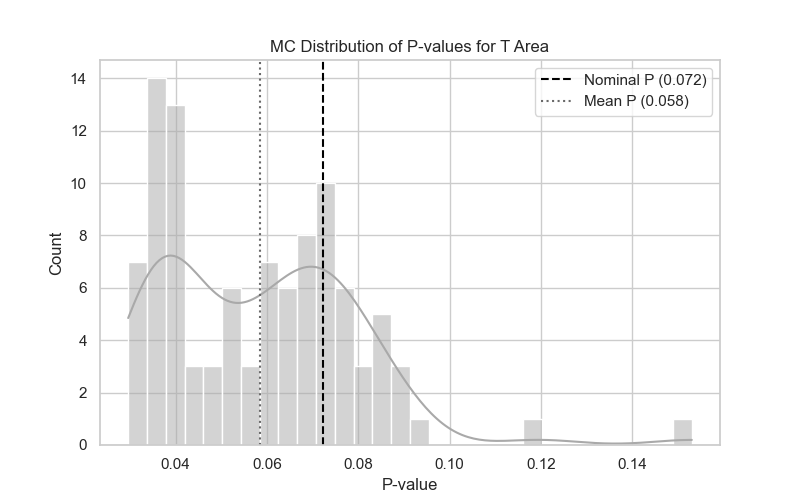 MC Distribution of P-values for T Area
Nominal P (0.072)
Mean P (0.058)
14
12
10
8
6
4
2
0
Count
0.04 0.06 0.08 0.10 0.12 0.14
P-value